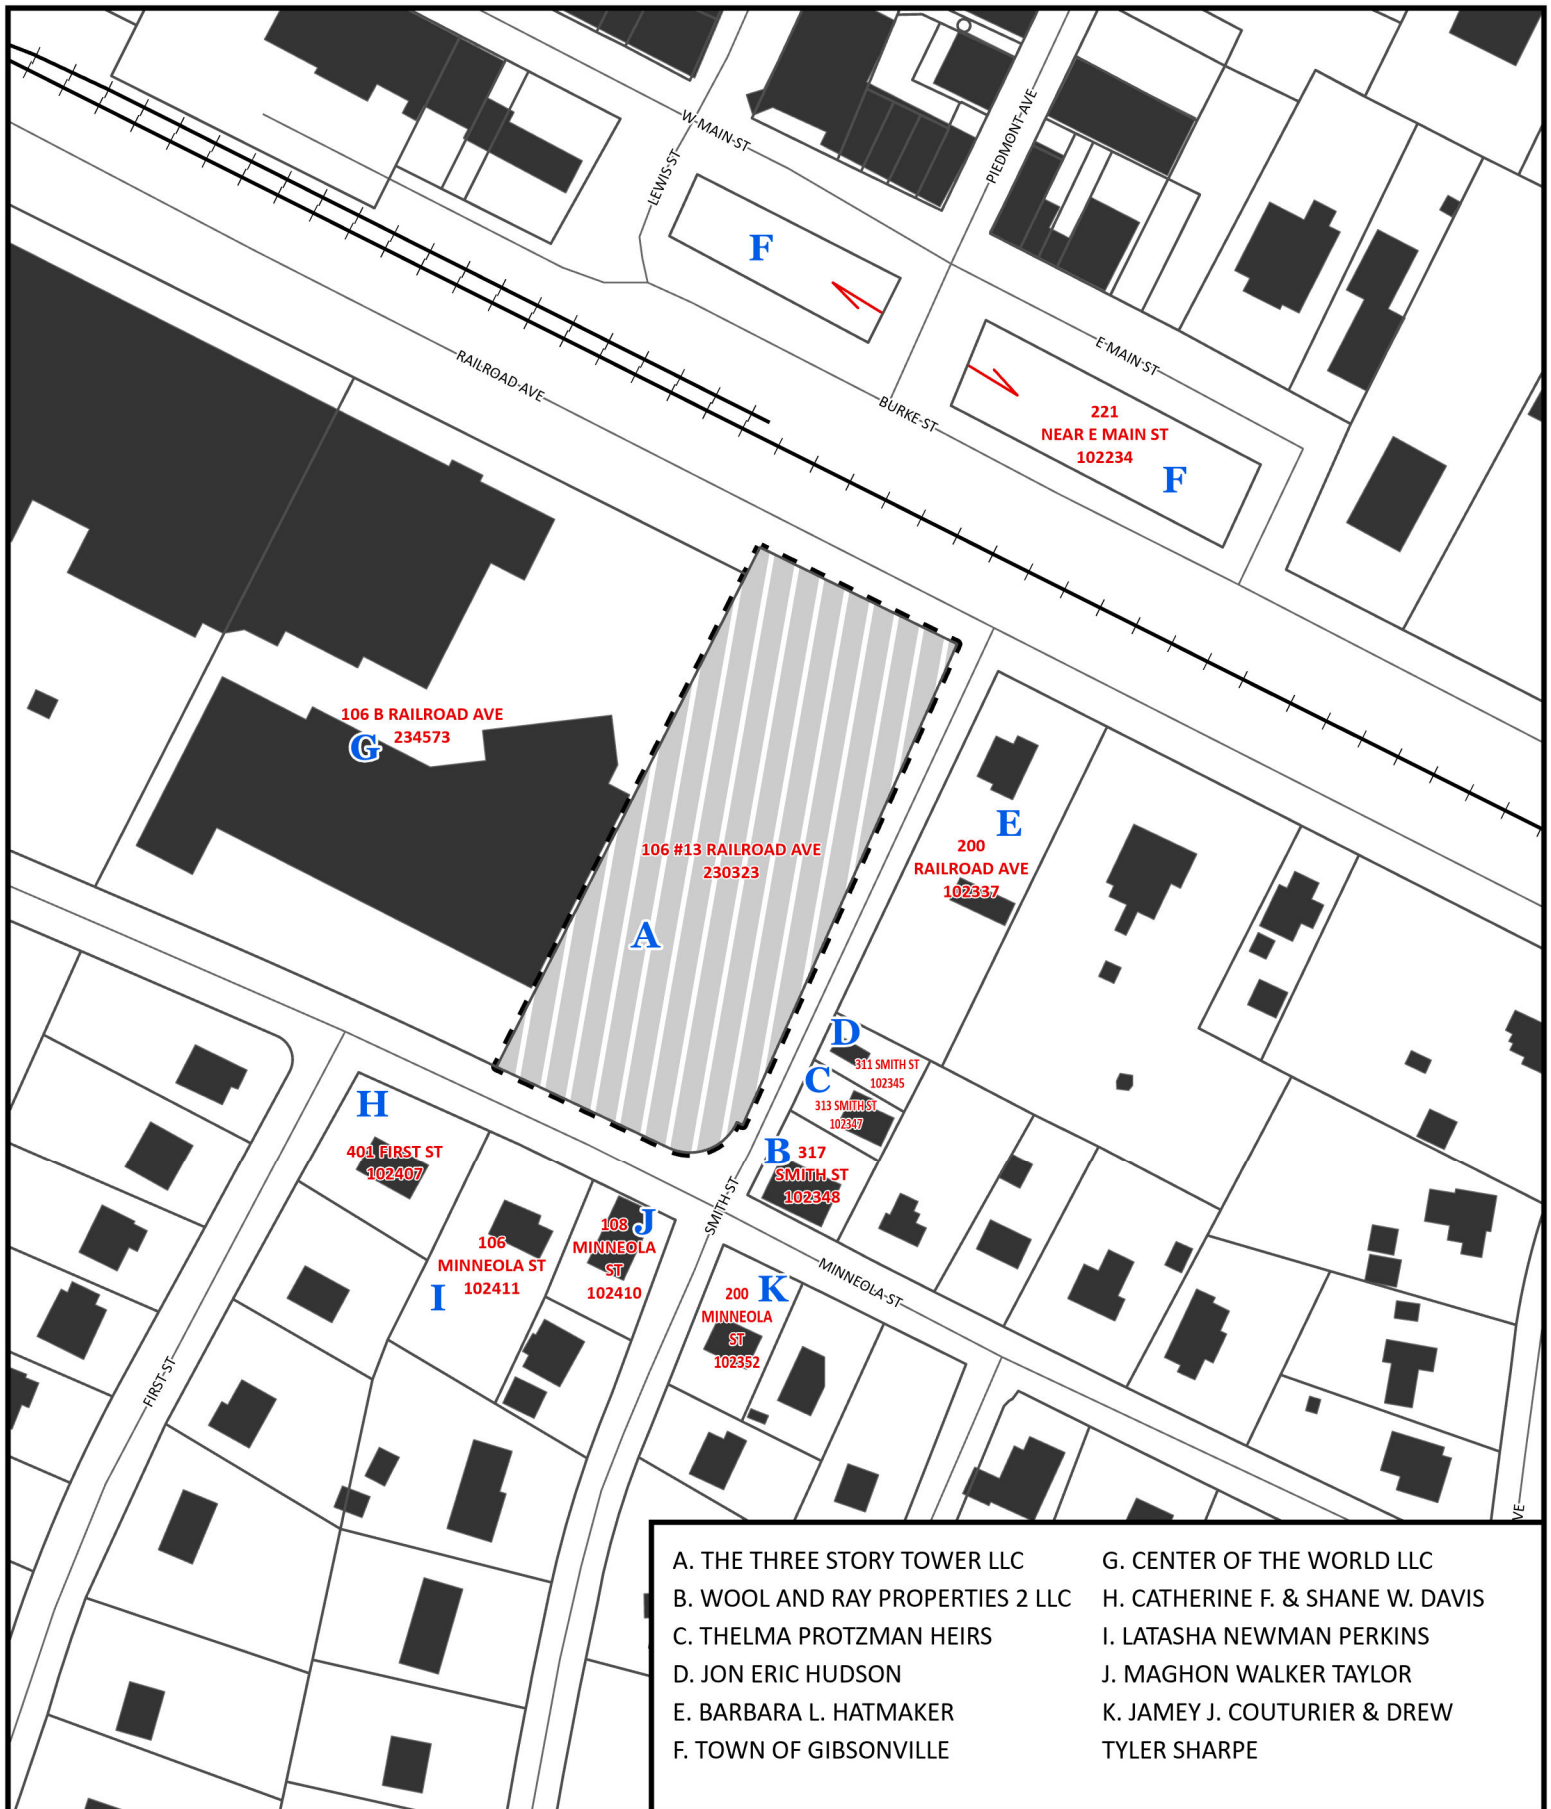 W MAIN ST
LEWIS ST
PIEDMONT AVE
F
E MAIN ST
RAILROAD AVE
BURKE ST
221
NEAR E MAIN ST
102234
F
106 B RAILROAD AVE
234573
G
E
106 #13 RAILROAD AVE
230323
200
RAILROAD AVE
102337
A
D
311 SMITH ST
102345
C
313 SMITH ST
102347
H
B
317
SMITH ST
102348
401 FIRST ST
102407
SMITH ST
J
108
MINNEOLA
ST
102410
106
MINNEOLA ST
102411
I
MINNEOLA ST
K
200
MINNEOLA
ST
102352
FIRST ST
VE
A. THE THREE STORY TOWER LLC
B. WOOL AND RAY PROPERTIES 2 LLC
C. THELMA PROTZMAN HEIRS
D. JON ERIC HUDSON
E. BARBARA L. HATMAKER
F. TOWN OF GIBSONVILLE
G. CENTER OF THE WORLD LLC
H. CATHERINE F. & SHANE W. DAVIS
I. LATASHA NEWMAN PERKINS
J. MAGHON WALKER TAYLOR
K. JAMEY J. COUTURIER & DREW
TYLER SHARPE